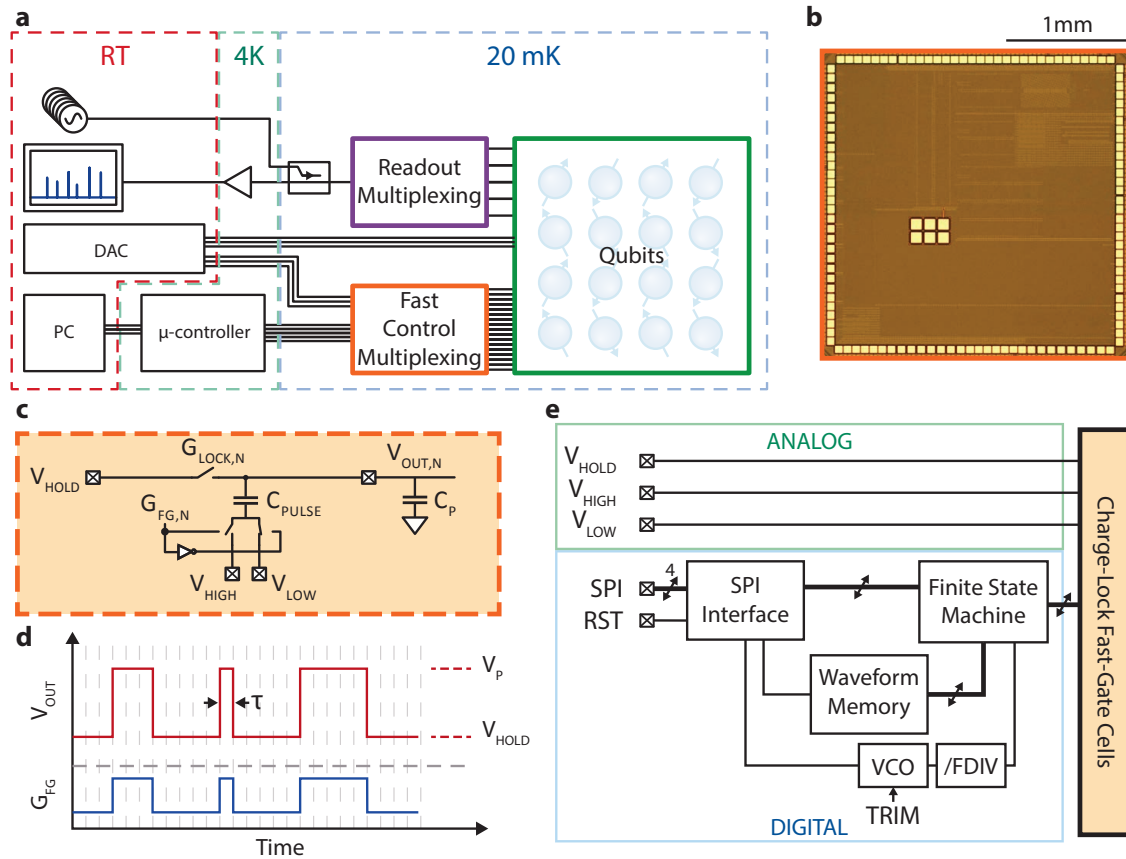 a
RT
4K
20 mK
Readout
Multiplexing
DAC
Qubits
PC
μ-controller
Fast
Control
Multiplexing
b
1mm
c
V_HOLD
G_LOCK,N
V_OUT,N
C_PULSE
C_P
G_FG,N
V_HIGH
V_LOW
d
V_OUT
τ
V_P
V_HOLD
G_FG
Time
e
ANALOG
V_HOLD
V_HIGH
V_LOW
SPI
4
RST
SPI
Interface
Finite State
Machine
Waveform
Memory
VCO
/FDIV
TRIM
DIGITAL
Charge-Lock Fast-Gate Cells